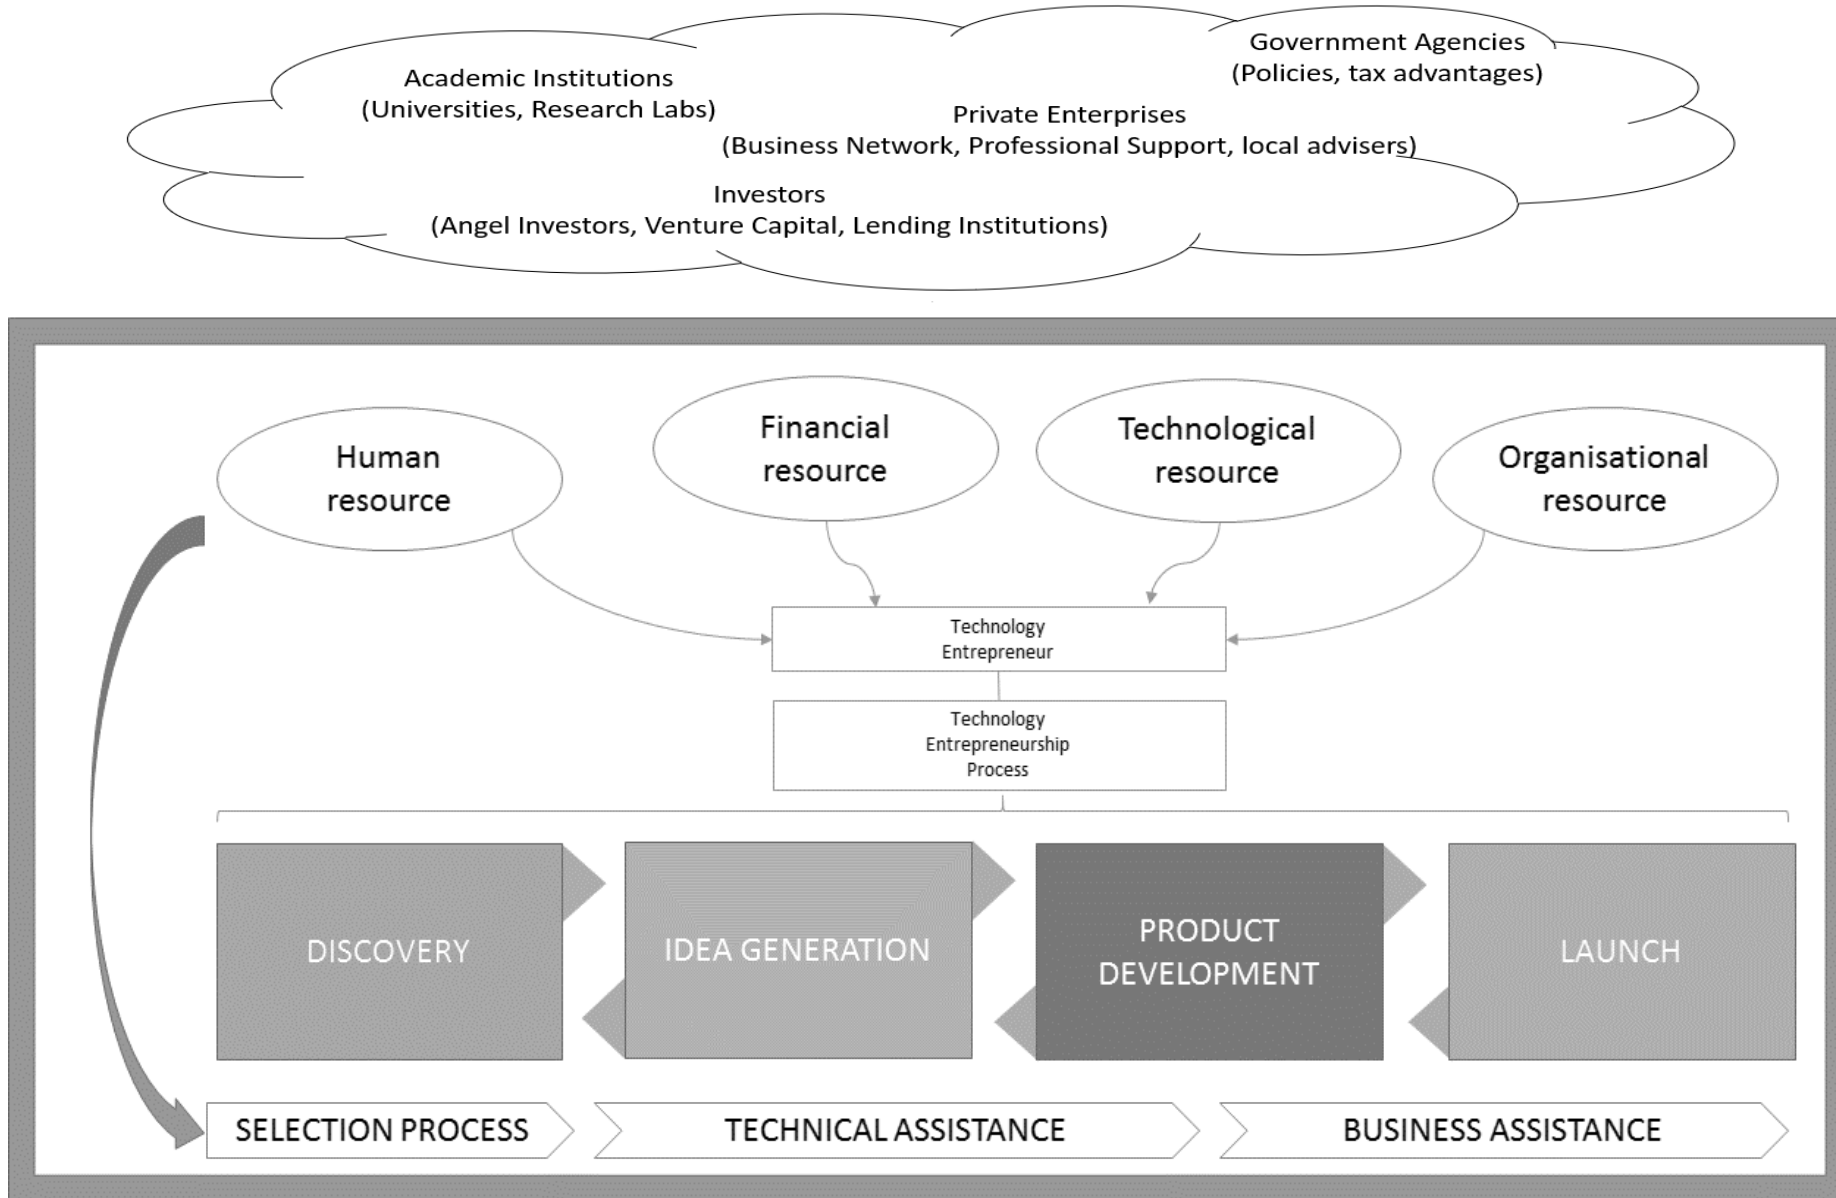 Government Agencies
(Policies, tax advantages)
Academic Institutions
(Universities, Research Labs)
Private Enterprises
(Business Network, Professional Support, local advisers)
Investors
(Angel Investors, Venture Capital, Lending Institutions)
Human
resource
Financial
resource
Technological
resource
Organisational
resource
Technology
Entrepreneur
Technology
Entrepreneurship
Process
DISCOVERY
IDEA GENERATION
PRODUCT
DEVELOPMENT
LAUNCH
SELECTION PROCESS
TECHNICAL ASSISTANCE
BUSINESS ASSISTANCE